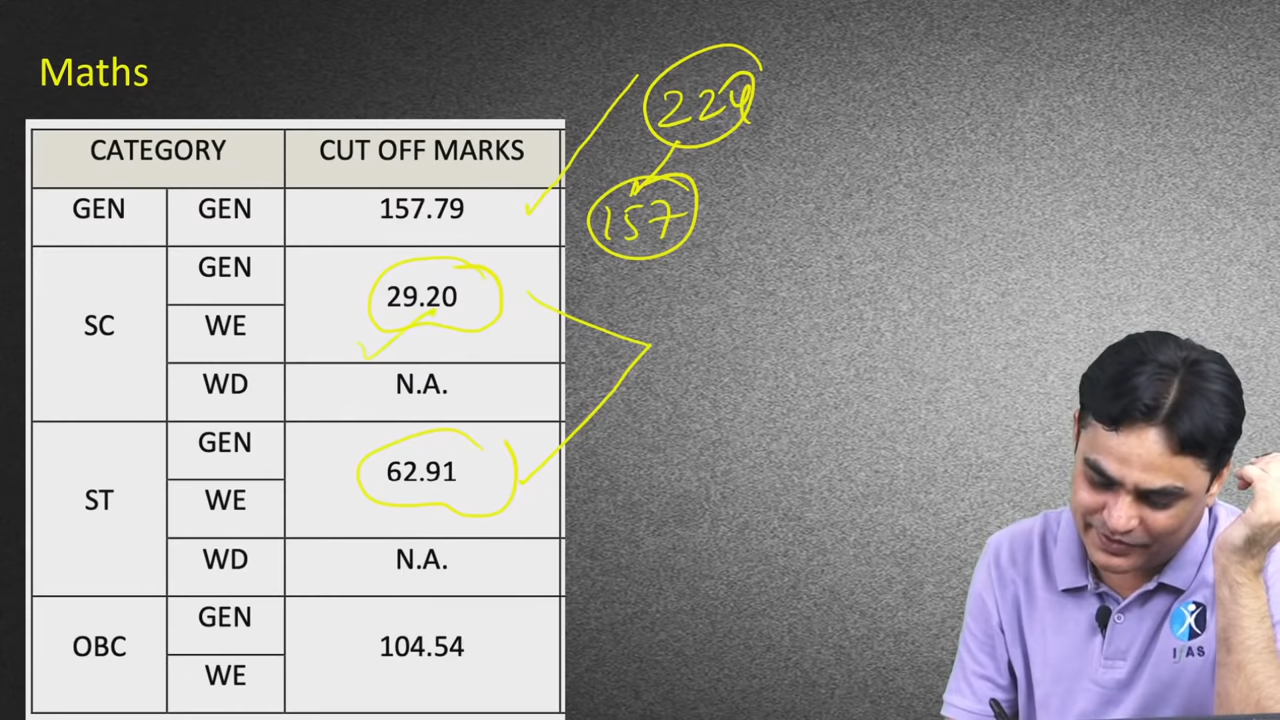 Maths
224
CATEGORY CUT OFF MARKS
GEN GEN 157.79
157
SC GEN 29.20
WE
WD N.A.
ST GEN 62.91
WE
WD N.A.
OBC GEN 104.54
WE
IFAS